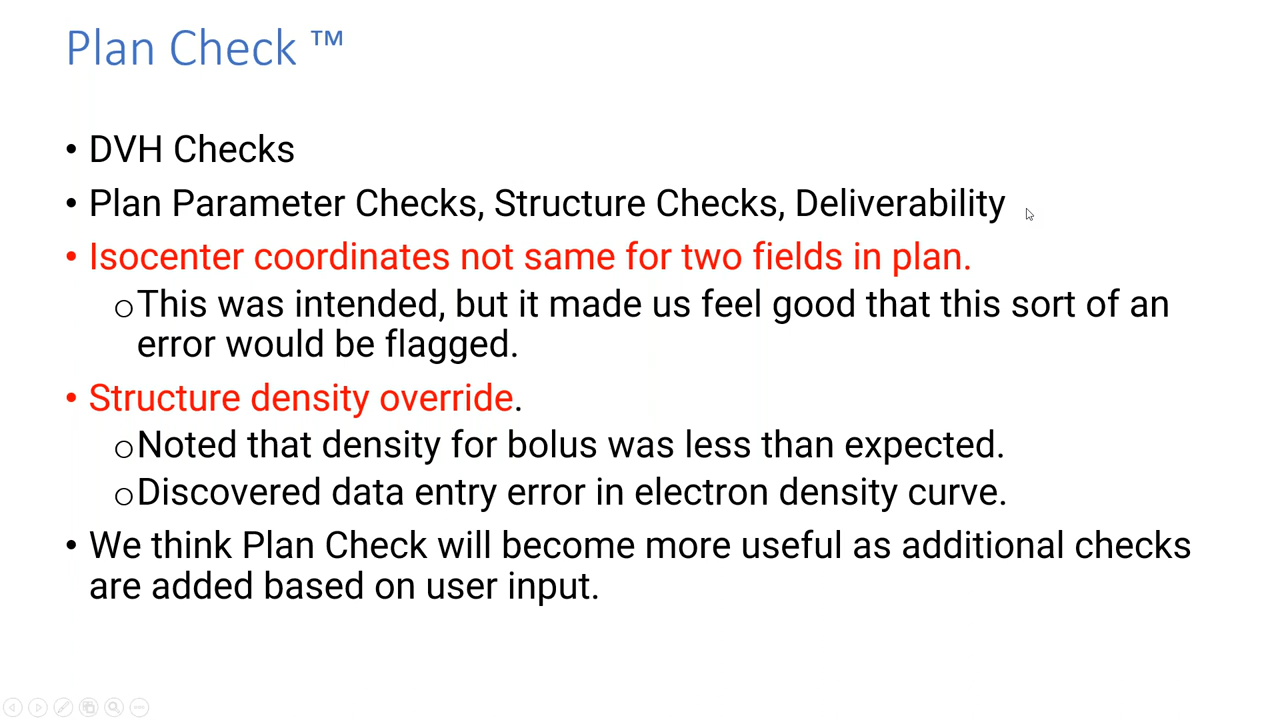 Plan Check ™
• DVH Checks
• Plan Parameter Checks, Structure Checks, Deliverability
• Isocenter coordinates not same for two fields in plan.
o This was intended, but it made us feel good that this sort of an
error would be flagged.
• Structure density override.
o Noted that density for bolus was less than expected.
o Discovered data entry error in electron density curve.
• We think Plan Check will become more useful as additional checks
are added based on user input.